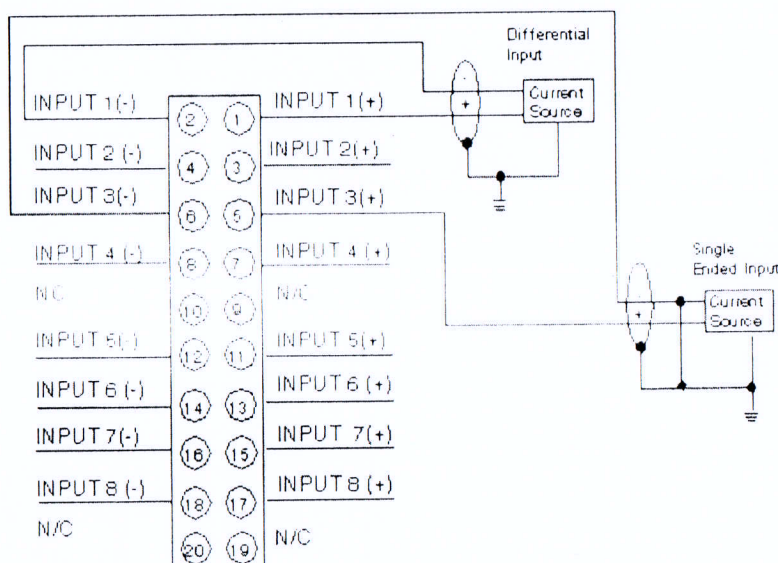 Differential
Input
Current
Source
-
+
INPUT 1(-) 2 1 INPUT 1(+)
INPUT 2 (-) 4 3 INPUT 2(+)
INPUT 3(-) 6 5 INPUT 3(+)
INPUT 4 (-) 8 7 INPUT 4 (+)
N/C 10 9 N/C
INPUT 5(-) 12 11 INPUT 5(+)
INPUT 6 (-) 14 13 INPUT 6 (+)
INPUT 7(-) 16 15 INPUT 7(+)
INPUT 8 (-) 18 17 INPUT 8 (+)
N/C 20 19 N/C
Single
Ended Input
Current
Source
-
+